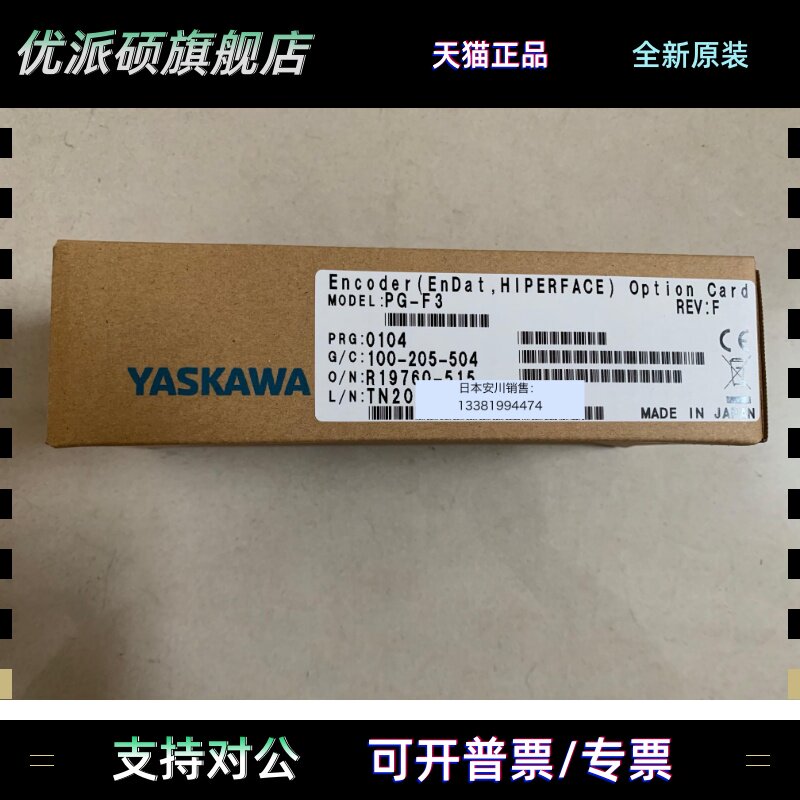 优派硕旗舰店
天猫正品
全新原装
Encoder(EnDat,HIPERFACE) Option Card
MODEL:PG-F3
REV:F
PRG:0104
G/C:100-205-504
O/N:R19760-515
L/N:TN20
YASKAWA
日本安川销售:
13381994474
CE
MADE IN JAPAN
支持对公
可开普票/专票